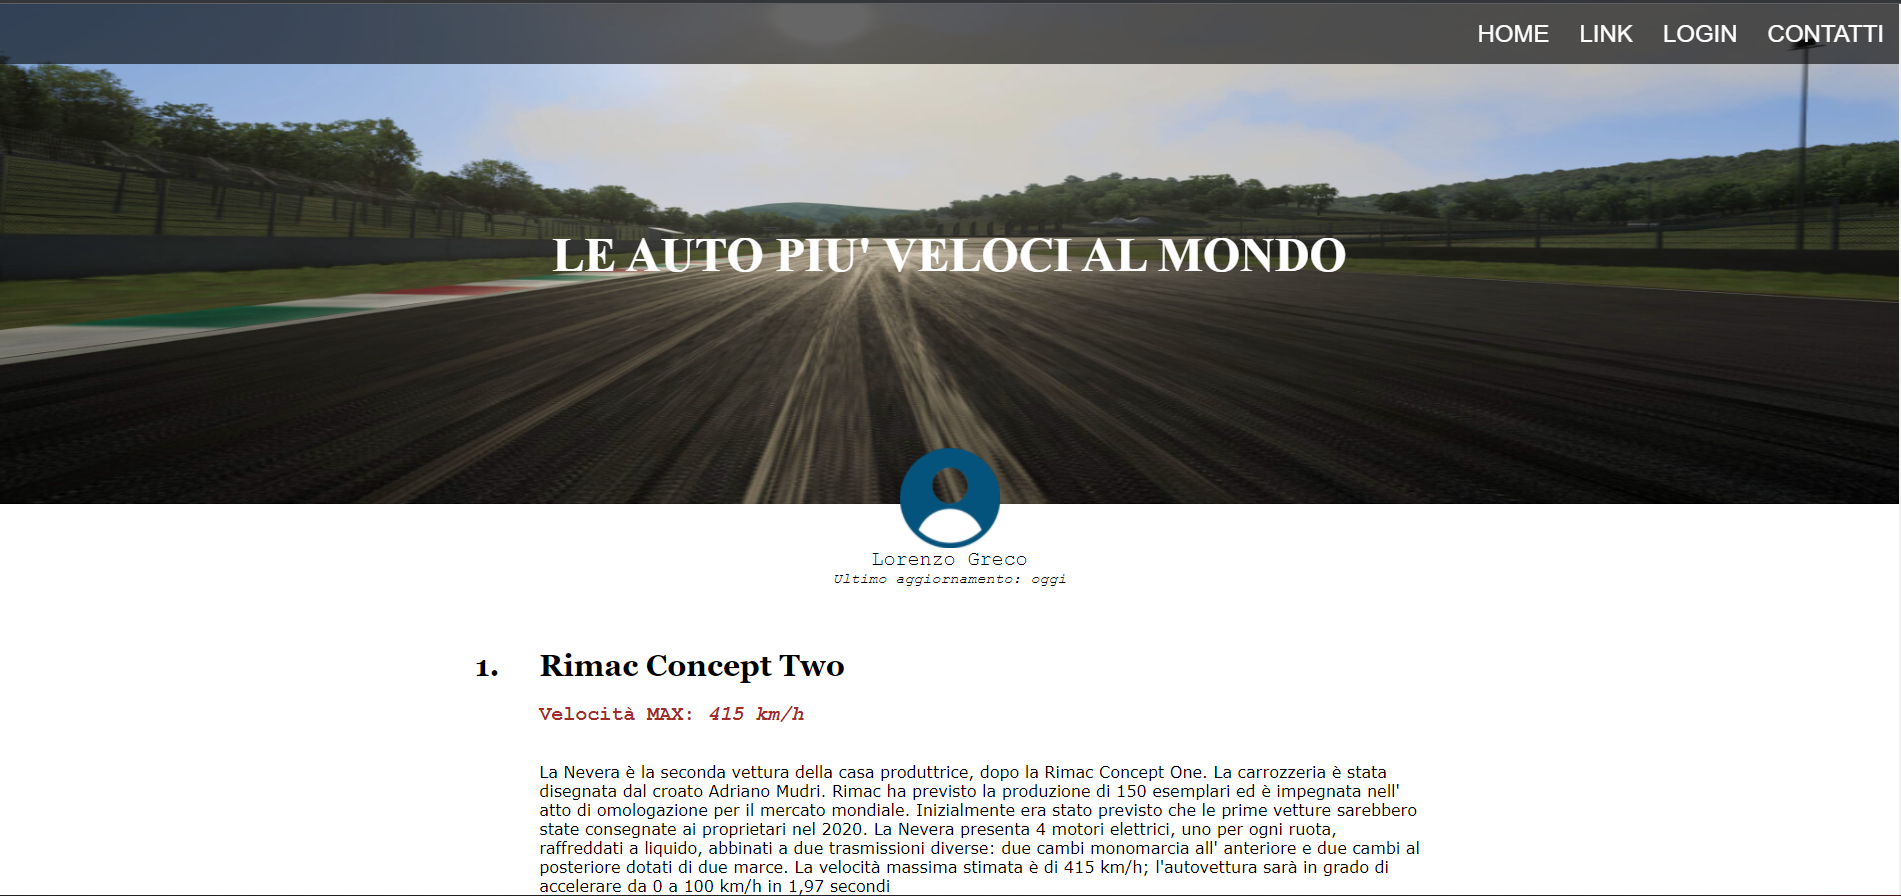 HOME LINK LOGIN CONTATTI
LE AUTO PIU' VELOCI AL MONDO
Lorenzo Greco
Ultimo aggiornamento: oggi
1. Rimac Concept Two
Velocità MAX: 415 km/h
La Nevera è la seconda vettura della casa produttrice, dopo la Rimac Concept One. La carrozzeria è stata
disegnata dal croato Adriano Mudri. Rimac ha previsto la produzione di 150 esemplari ed è impegnata nell'
atto di omologazione per il mercato mondiale. Inizialmente era stato previsto che le prime vetture sarebbero
state consegnate ai proprietari nel 2020. La Nevera presenta 4 motori elettrici, uno per ogni ruota,
raffreddati a liquido, abbinati a due trasmissioni diverse: due cambi monomarcia all' anteriore e due cambi al
posteriore dotati di due marce. La velocità massima stimata è di 415 km/h; l'autovettura sarà in grado di
accelerare da 0 a 100 km/h in 1,97 secondi